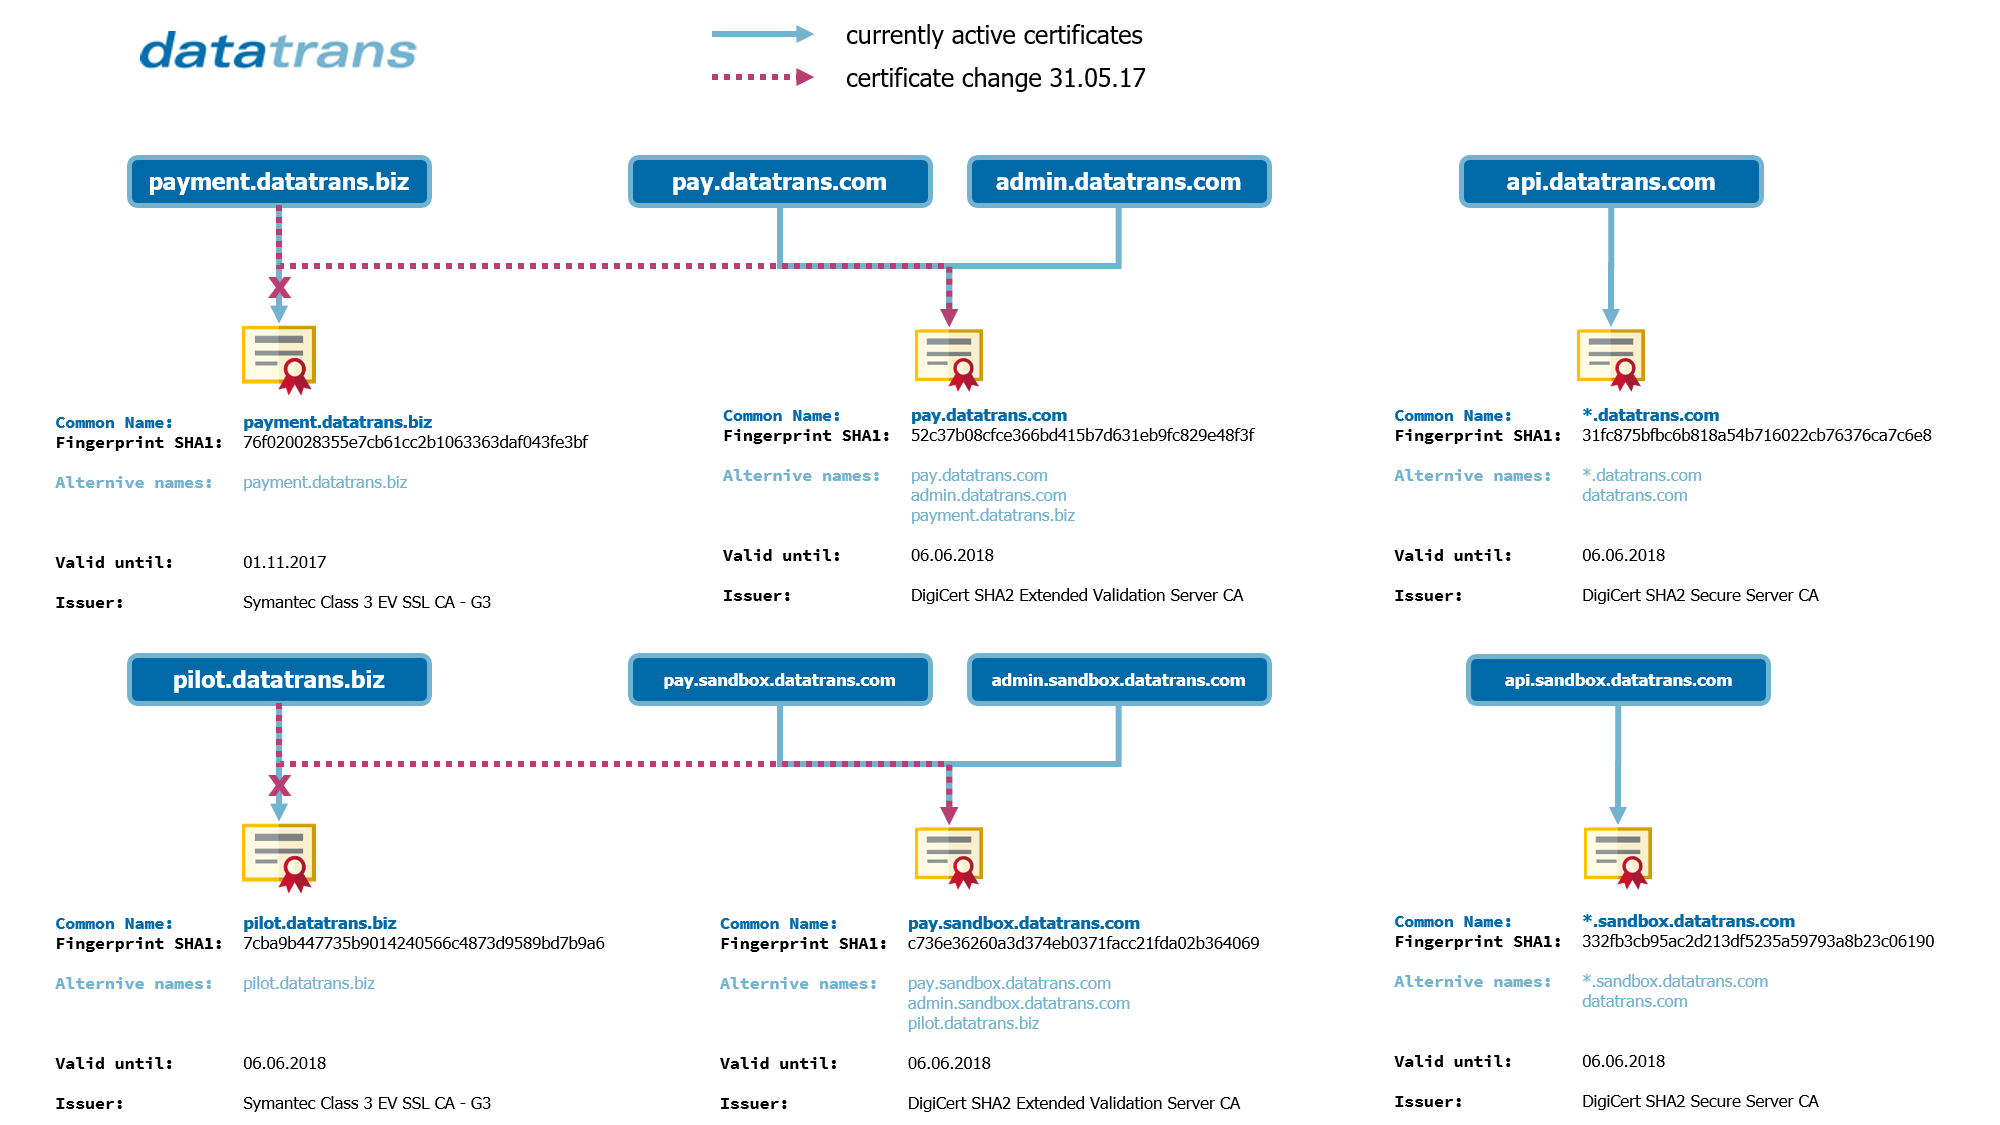 datatrans
currently active certificates
certificate change 31.05.17
payment.datatrans.biz
pay.datatrans.com
admin.datatrans.com
api.datatrans.com
x
Common Name: payment.datatrans.biz
Fingerprint SHA1: 76f020028355e7cb61cc2b1063363daf043fe3bf
Alternive names: payment.datatrans.biz
Valid until: 01.11.2017
Issuer: Symantec Class 3 EV SSL CA - G3
Common Name: pay.datatrans.com
Fingerprint SHA1: 52c37b08cfce366bd415b7d631eb9fc829e48f3f
Alternive names: pay.datatrans.com
admin.datatrans.com
payment.datatrans.biz
Valid until: 06.06.2018
Issuer: DigiCert SHA2 Extended Validation Server CA
Common Name: *.datatrans.com
Fingerprint SHA1: 31fc875bfbc6b818a54b716022cb76376ca7c6e8
Alternive names: *.datatrans.com
datatrans.com
Valid until: 06.06.2018
Issuer: DigiCert SHA2 Secure Server CA
pilot.datatrans.biz
pay.sandbox.datatrans.com
admin.sandbox.datatrans.com
api.sandbox.datatrans.com
x
Common Name: pilot.datatrans.biz
Fingerprint SHA1: 7cba9b447735b9014240566c4873d9589bd7b9a6
Alternive names: pilot.datatrans.biz
Valid until: 06.06.2018
Issuer: Symantec Class 3 EV SSL CA - G3
Common Name: pay.sandbox.datatrans.com
Fingerprint SHA1: c736e36260a3d374eb0371facc21fda02b364069
Alternive names: pay.sandbox.datatrans.com
admin.sandbox.datatrans.com
pilot.datatrans.biz
Valid until: 06.06.2018
Issuer: DigiCert SHA2 Extended Validation Server CA
Common Name: *.sandbox.datatrans.com
Fingerprint SHA1: 332fb3cb95ac2d213df5235a59793a8b23c06190
Alternive names: *.sandbox.datatrans.com
datatrans.com
Valid until: 06.06.2018
Issuer: DigiCert SHA2 Secure Server CA